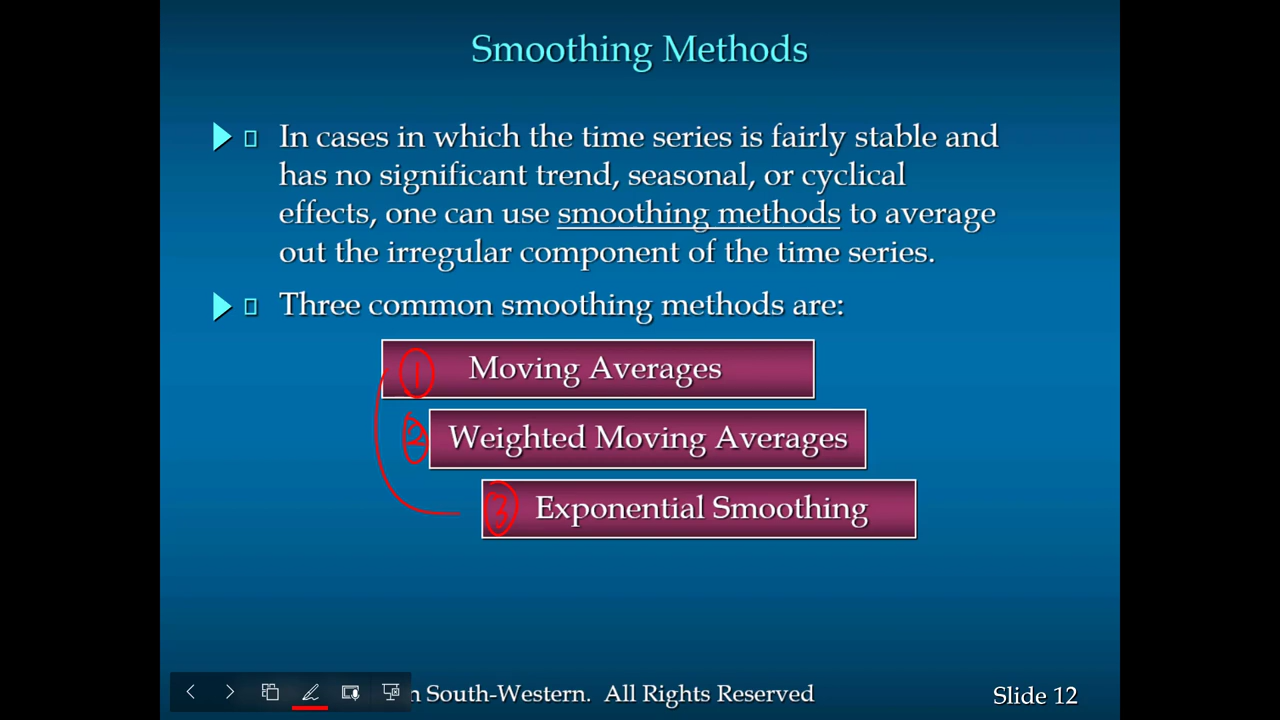 Smoothing Methods
In cases in which the time series is fairly stable and
has no significant trend, seasonal, or cyclical
effects, one can use smoothing methods to average
out the irregular component of the time series.
Three common smoothing methods are:
① Moving Averages
② Weighted Moving Averages
③ Exponential Smoothing
n South-Western. All Rights Reserved
Slide 12